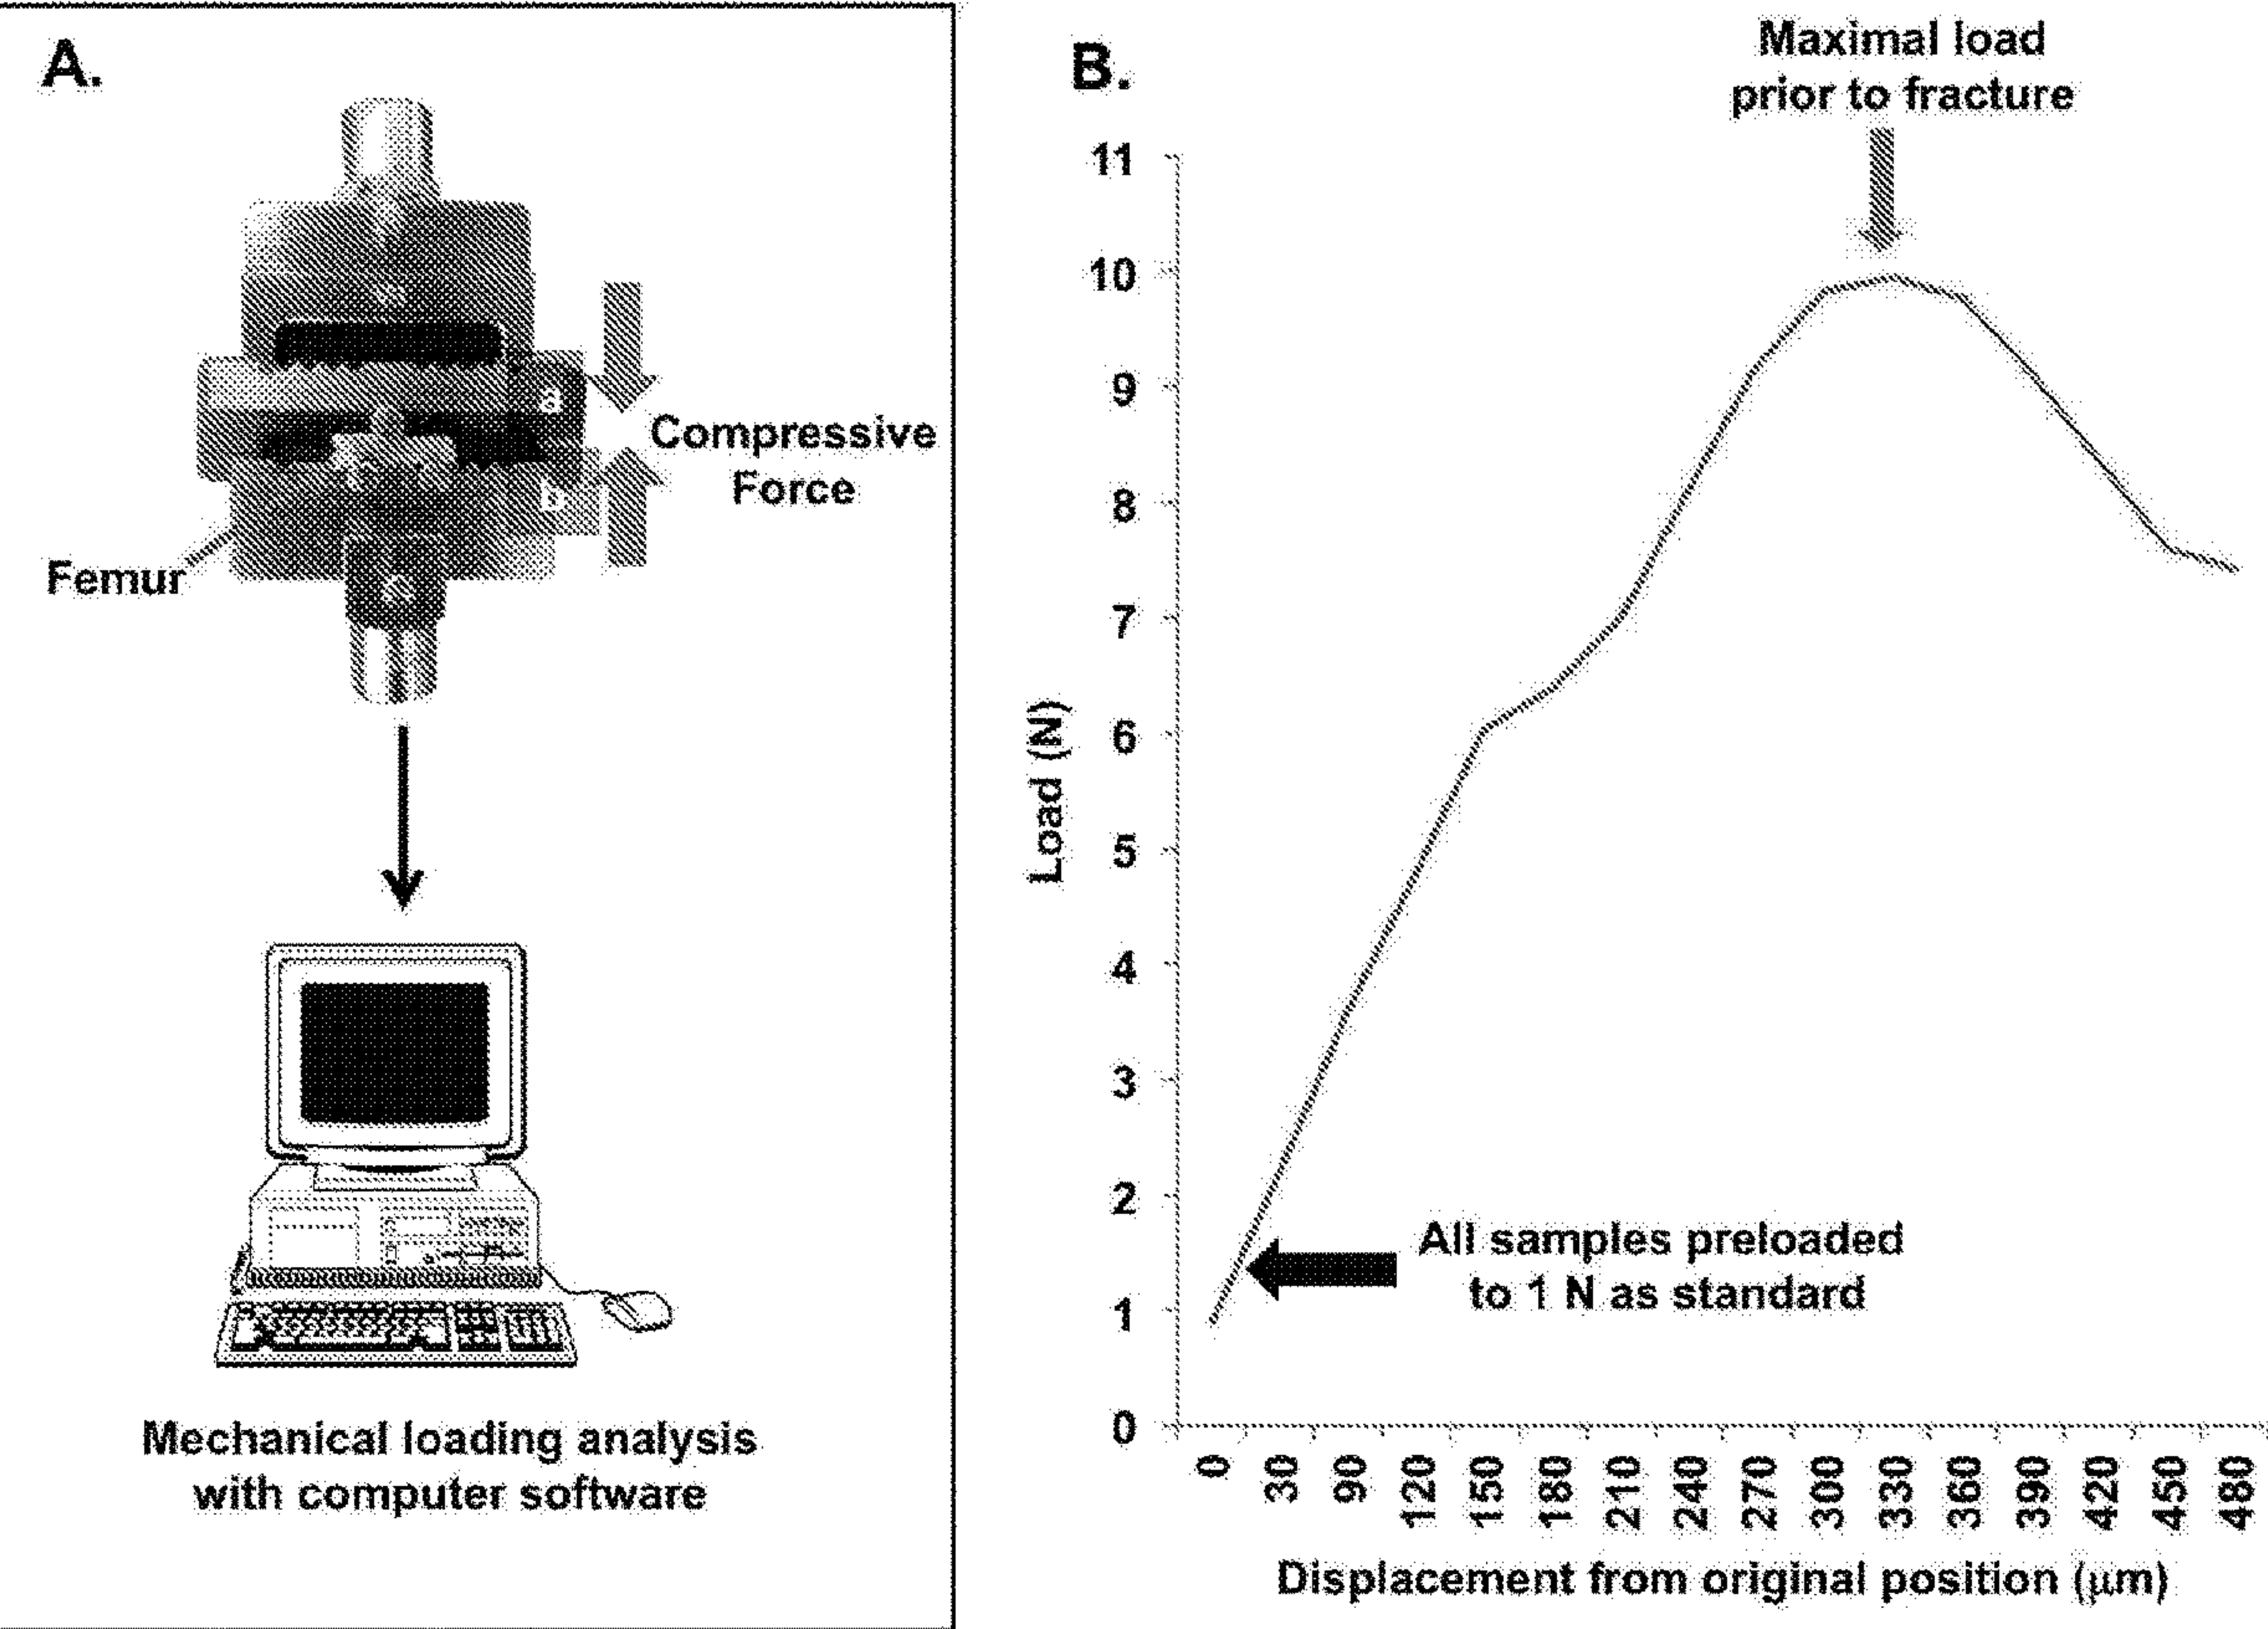 A.
a
b
Compressive
Force
Femur
Mechanical loading analysis
with computer software
B.
Maximal load
prior to fracture
11
10
9
8
7
6
5
4
3
2
1
0
Load (N)
All samples preloaded
to 1 N as standard
0 30 90 120 150 180 210 240 270 300 330 360 390 420 450 480
Displacement from original position (μm)